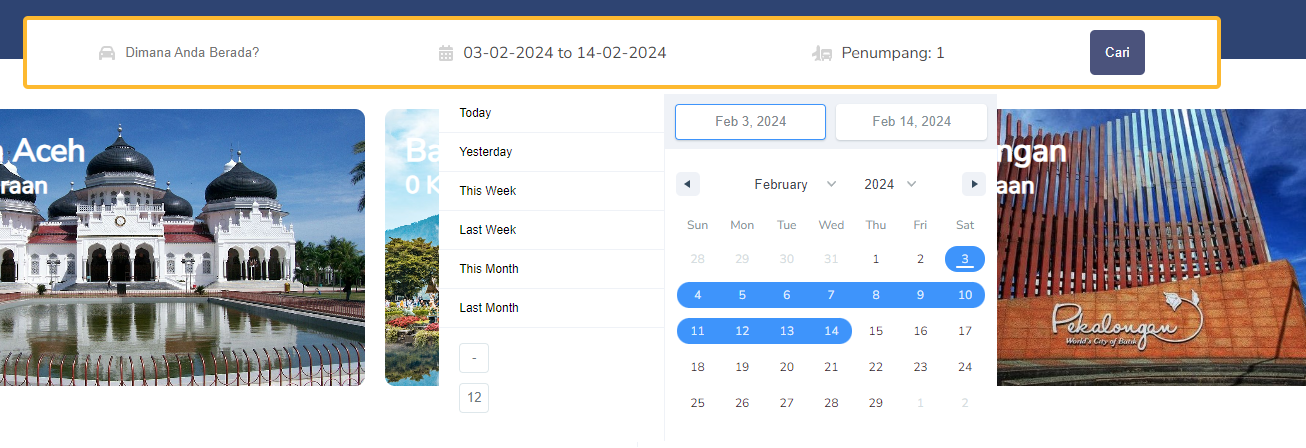 Dimana Anda Berada?
03-02-2024 to 14-02-2024
Penumpang: 1
Cari
Aceh
raan
Ba
0 K
Today
Yesterday
This Week
Last Week
This Month
Last Month
-
12
Feb 3, 2024
Feb 14, 2024
February
2024
Sun Mon Tue Wed Thu Fri Sat
28 29 30 31 1 2 3
4 5 6 7 8 9 10
11 12 13 14 15 16 17
18 19 20 21 22 23 24
25 26 27 28 29 1 2
ngan
aan
Pekalongan
World's City of Batik